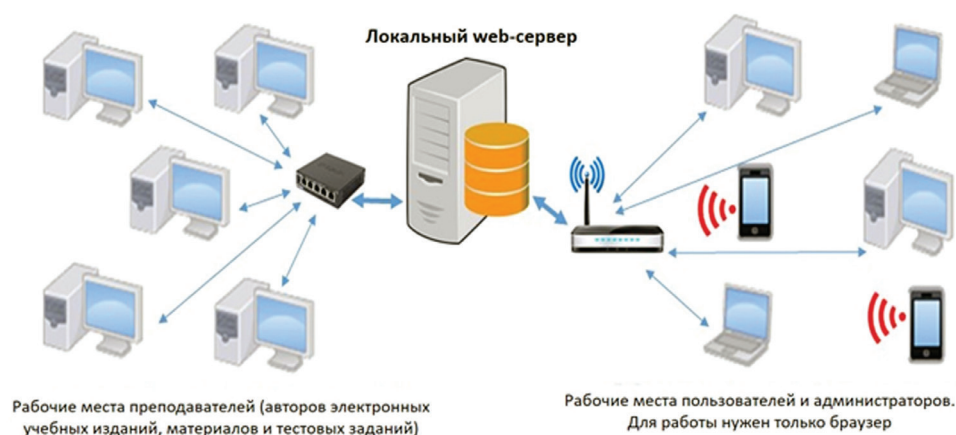 Локальный web-сервер
Рабочие места преподавателей (авторов электронных
учебных изданий, материалов и тестовых заданий)
Рабочие места пользователей и администраторов.
Для работы нужен только браузер